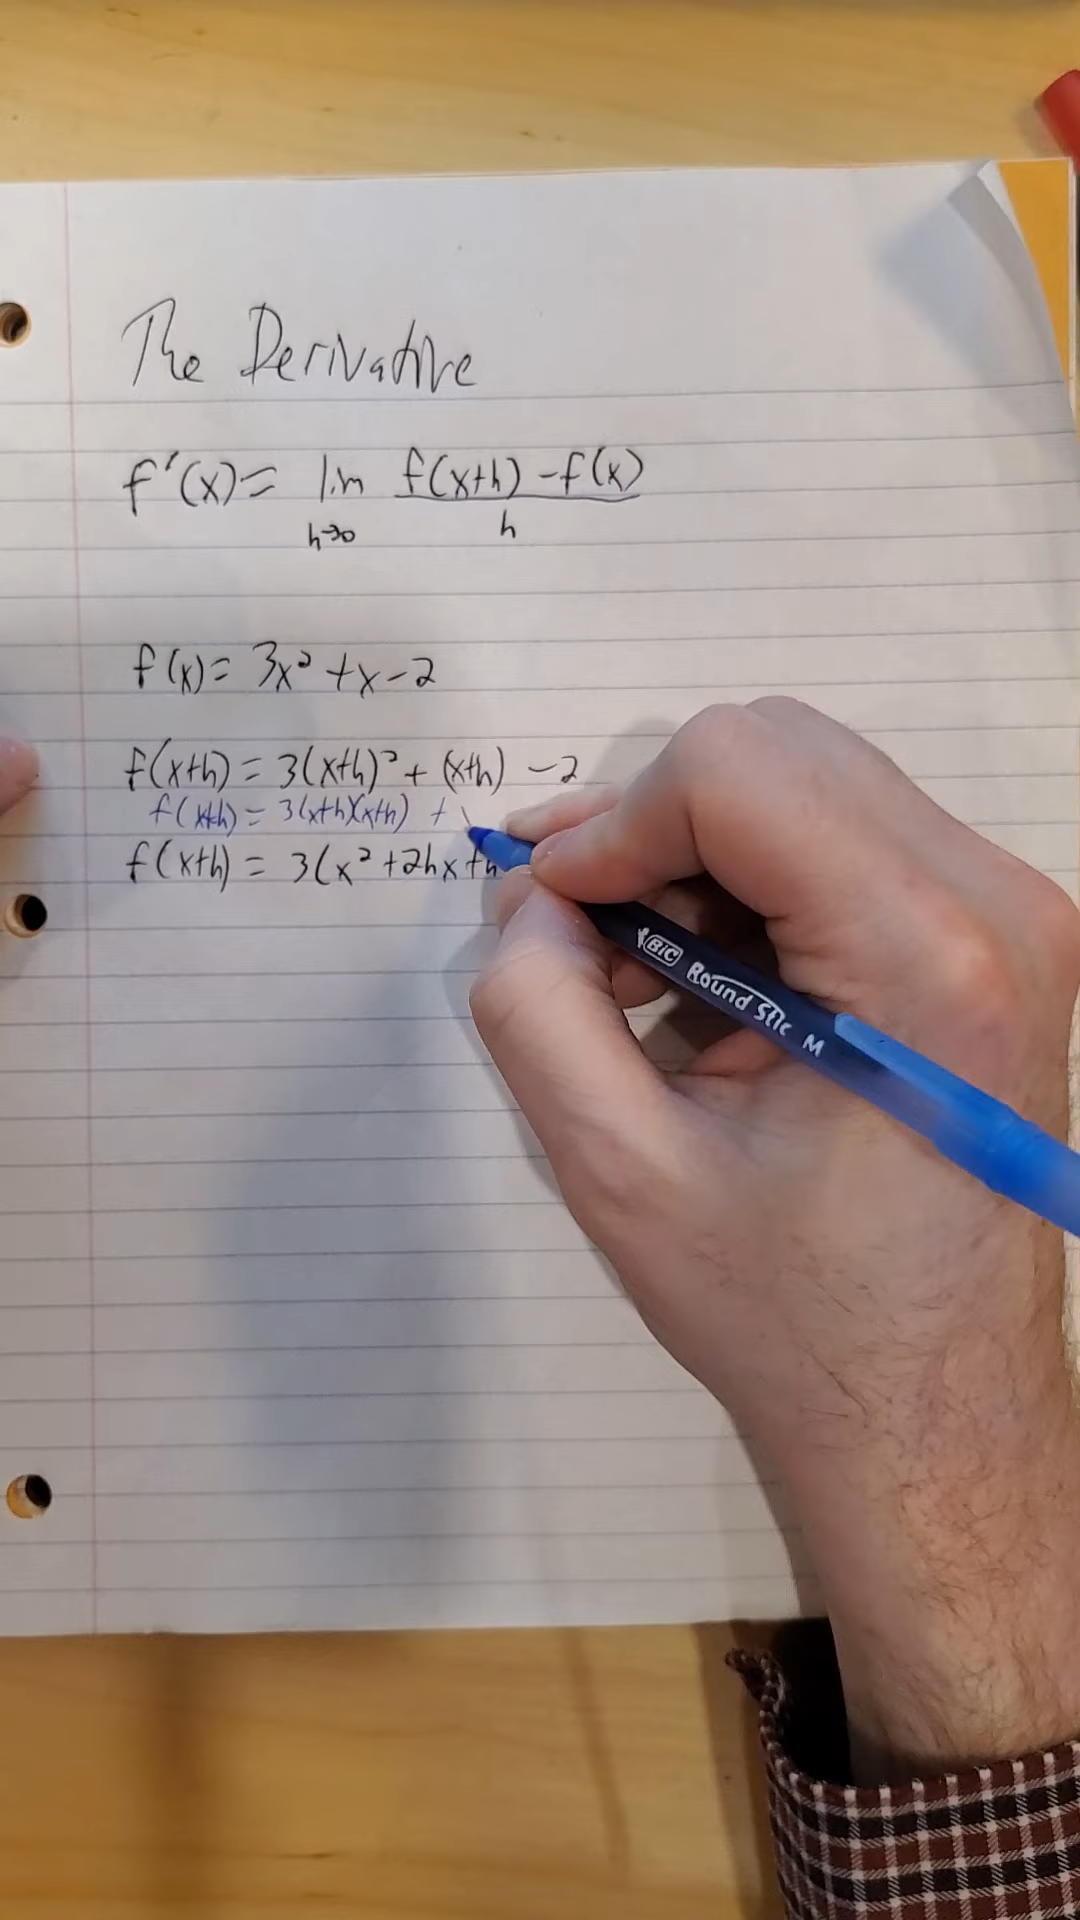 The Derivative
f'(x) = lim f(x+h) - f(x)
h→0 h
f(x) = 3x² + x - 2
f(x+h) = 3(x+h)² + (x+h) - 2
f(x+h) = 3(x+h)(x+h) +
f(x+h) = 3(x² + 2hx + h
BIC Round Stic M